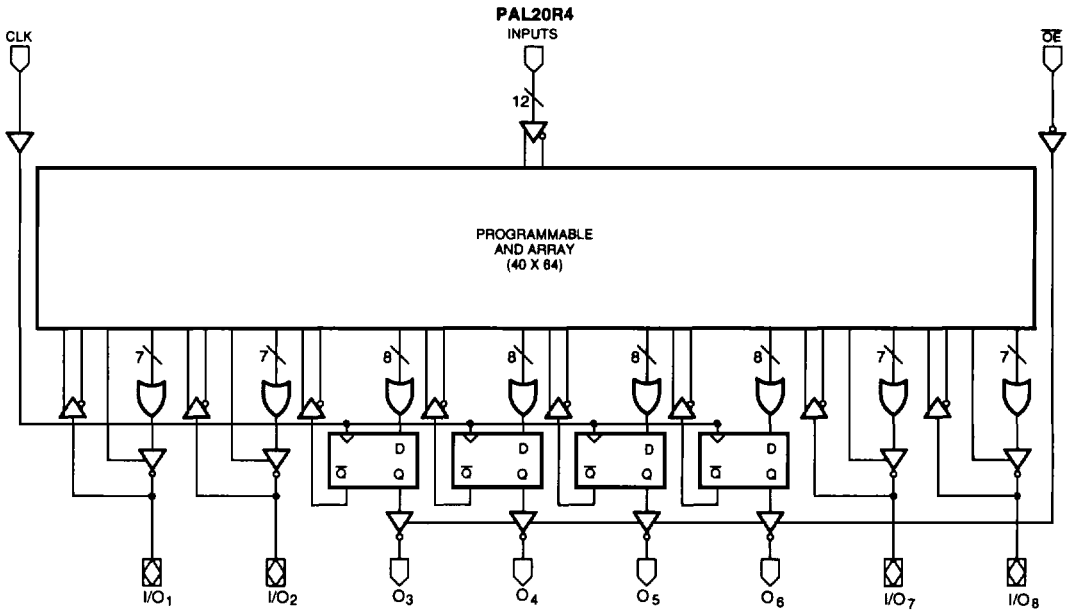 PAL20R4
INPUTS
CLK
OE
12
PROGRAMMABLE
AND ARRAY
(40 X 64)
7 7 8 8 8 8 7 7
D D D D
Q Q Q Q Q Q Q Q
I/O1 I/O2 O3 O4 O5 O6 I/O7 I/O8